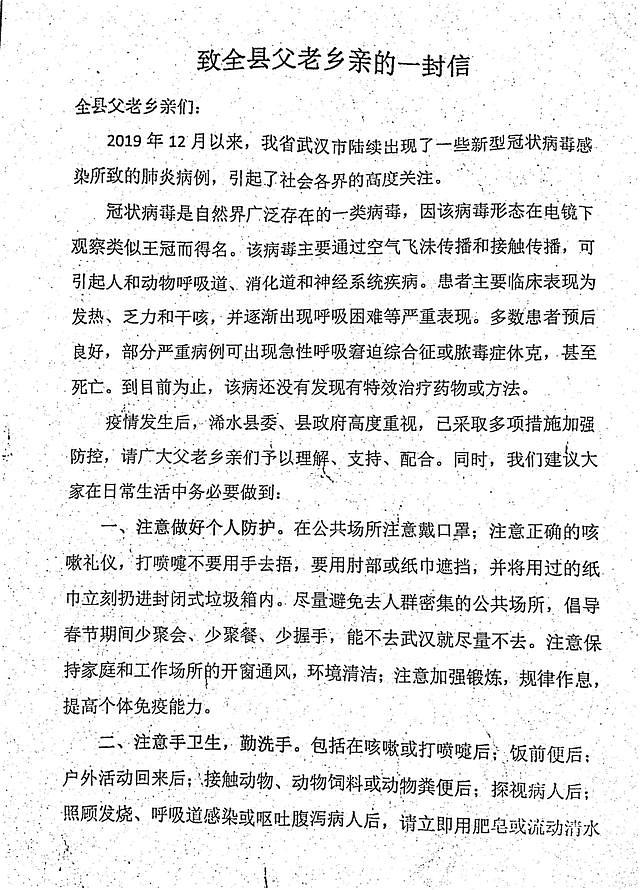 致全县父老乡亲的一封信
全县父老乡亲们：
2019 年 12 月以来，我省武汉市陆续出现了一些新型冠状病毒感
染所致的肺炎病例，引起了社会各界的高度关注。
冠状病毒是自然界广泛存在的一类病毒，因该病毒形态在电镜下
观察类似王冠而得名。该病毒主要通过空气飞沫传播和接触传播，可
引起人和动物呼吸道、消化道和神经系统疾病。患者主要临床表现为
发热、乏力和干咳，并逐渐出现呼吸困难等严重表现。多数患者预后
良好，部分严重病例可出现急性呼吸窘迫综合征或脓毒症休克，甚至
死亡。到目前为止，该病还没有发现有特效治疗药物或方法。
疫情发生后，浠水县委、县政府高度重视，已采取多项措施加强
防控，请广大父老乡亲们予以理解、支持、配合。同时，我们建议大
家在日常生活中务必要做到：
一、注意做好个人防护。在公共场所注意戴口罩；注意正确的咳
嗽礼仪，打喷嚏不要用手去捂，要用肘部或纸巾遮挡，并将用过的纸
巾立刻扔进封闭式垃圾箱内。尽量避免去人群密集的公共场所，倡导
春节期间少聚会、少聚餐、少握手，能不去武汉就尽量不去。注意保
持家庭和工作场所的开窗通风，环境清洁；注意加强锻炼，规律作息，
提高个体免疫能力。
二、注意手卫生，勤洗手。包括在咳嗽或打喷嚏后；饭前便后；
户外活动回来后；接触动物、动物饲料或动物粪便后；探视病人后；
照顾发烧、呼吸道感染或呕吐腹泻病人后，请立即用肥皂或流动清水